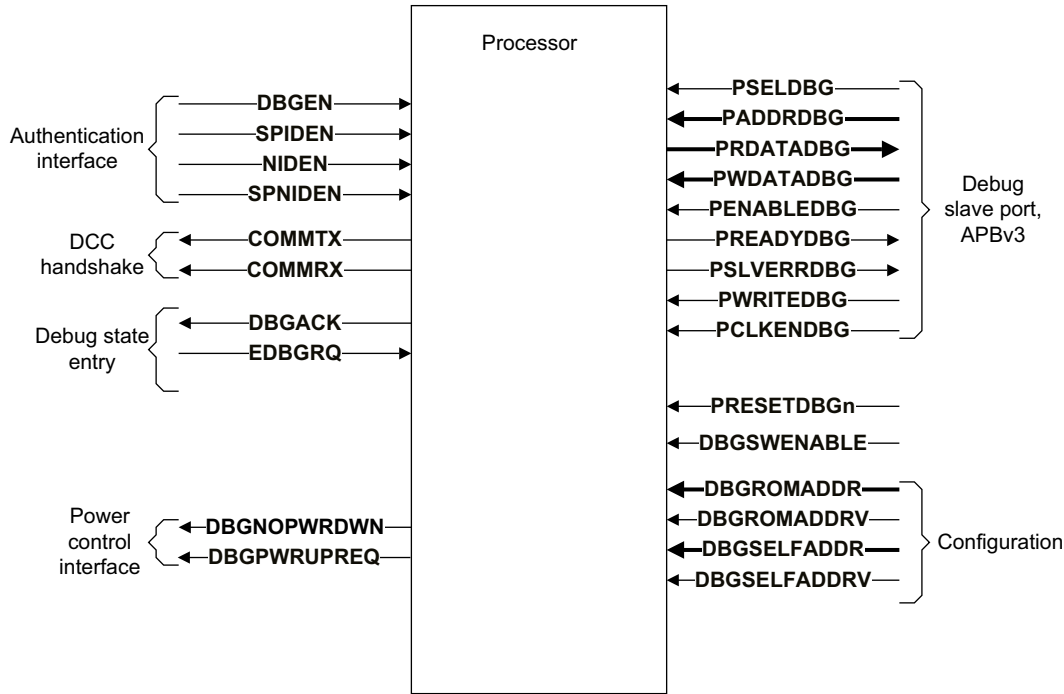 Processor
Authentication
interface
DBGEN
SPIDEN
NIDEN
SPNIDEN
DCC
handshake
COMMTX
COMMRX
Debug state
entry
DBGACK
EDBGRQ
Power
control
interface
DBGNOPWRDWN
DBGPWRUPREQ
PSELDBG
PADDRDBG
PRDATADBG
PWDATADBG
PENABLEDBG
PREADYDBG
PSLVERRDBG
PWRITEDBG
PCLKENDBG
Debug
slave port,
APBv3
PRESETDBGn
DBGSWENABLE
DBGROMADDR
DBGROMADDRV
DBGSELFADDR
DBGSELFADDRV
Configuration